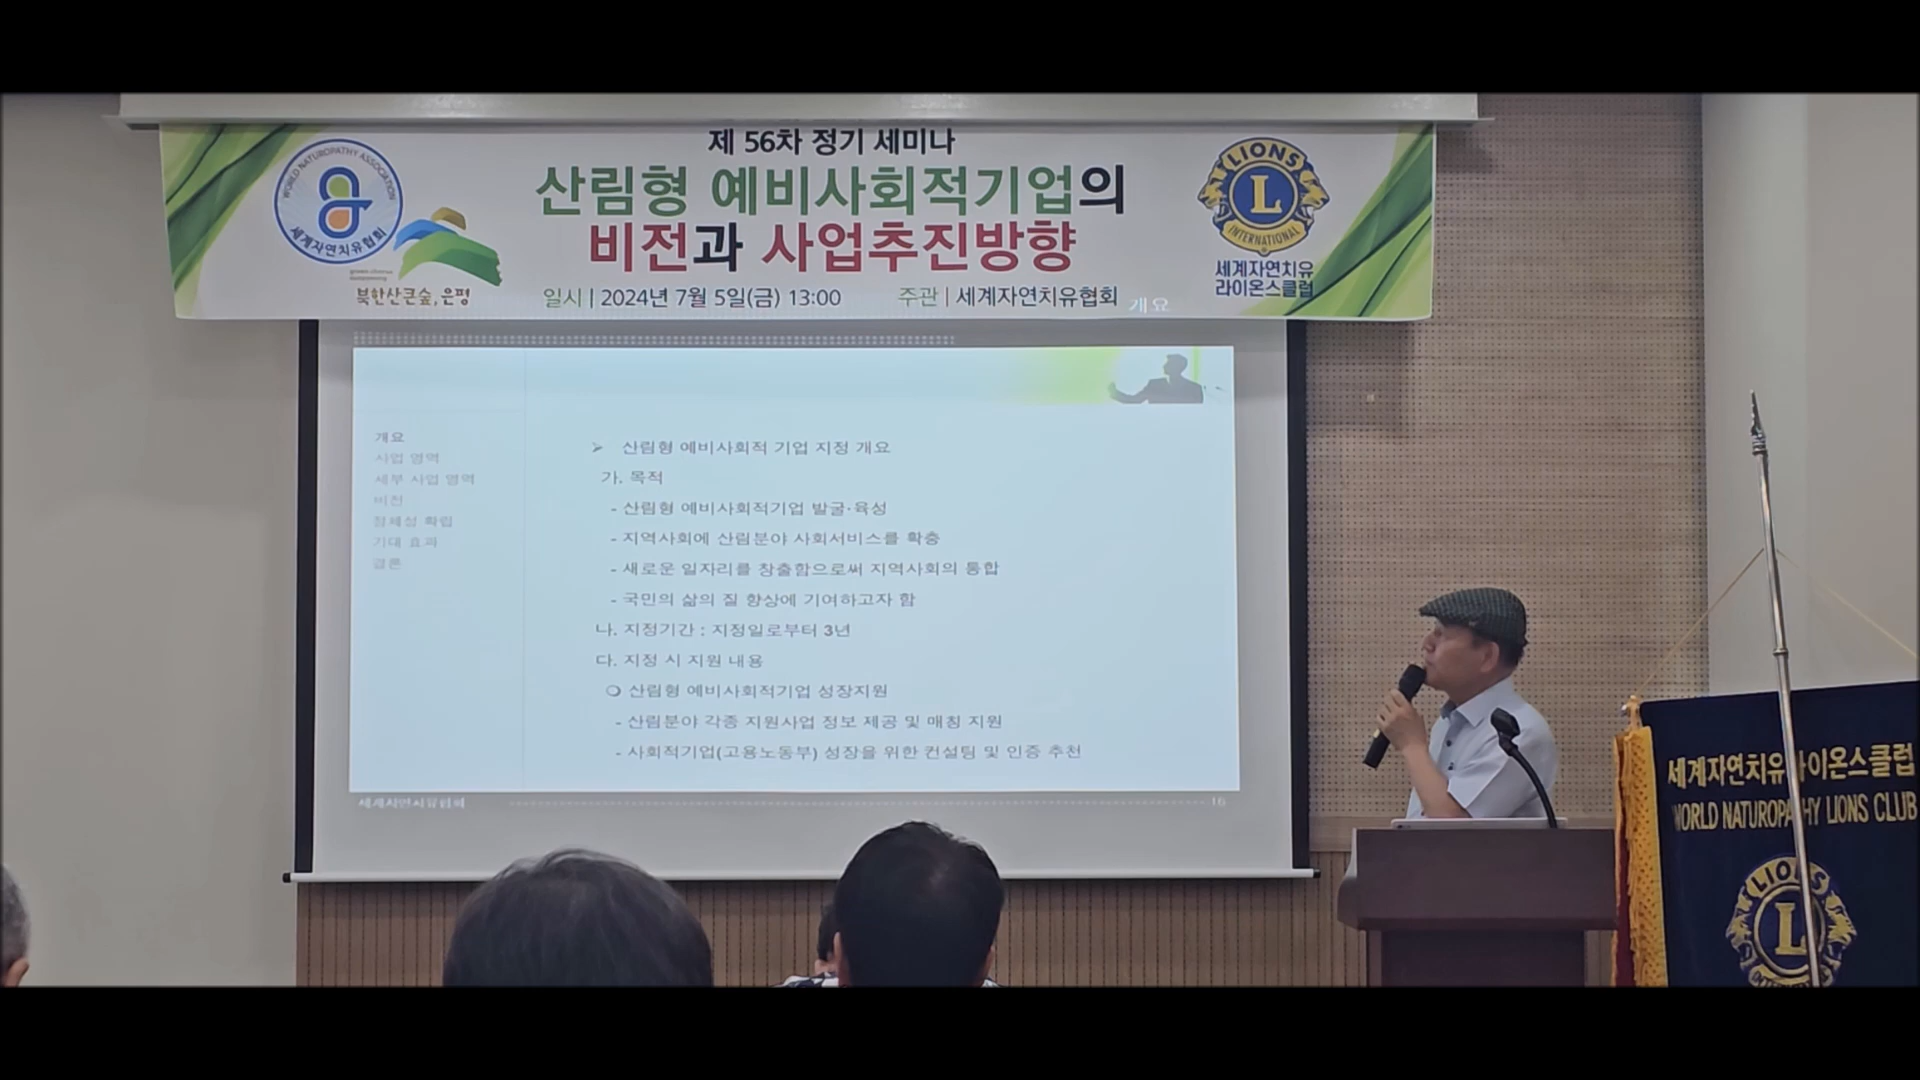 제 56차 정기 세미나
산림형 예비사회적기업의
비전과 사업추진방향
일시 | 2024년 7월 5일(금) 13:00
주관 | 세계자연치유협회
WORLD NATUROPATHY ASSOCIATION
세계자연치유협회
북한산큰숲, 은평
LIONS
L
INTERNATIONAL
세계자연치유
라이온스클럽
개요
개요
사업 영역
세부 사업 영역
비전
정체성 확립
기대 효과
결론
➢ 산림형 예비사회적 기업 지정 개요
가. 목적
- 산림형 예비사회적기업 발굴·육성
- 지역사회에 산림분야 사회서비스를 확충
- 새로운 일자리를 창출함으로써 지역사회의 통합
- 국민의 삶의 질 향상에 기여하고자 함
나. 지정기간 : 지정일로부터 3년
다. 지정 시 지원 내용
❍ 산림형 예비사회적기업 성장지원
- 산림분야 각종 지원사업 정보 제공 및 매칭 지원
- 사회적기업(고용노동부) 성장을 위한 컨설팅 및 인증 추천
세계자연치유협회
16
세계자연치유라이온스클럽
WORLD NATUROPATHY LIONS CLUB
LIONS
L
INTERNATIONAL